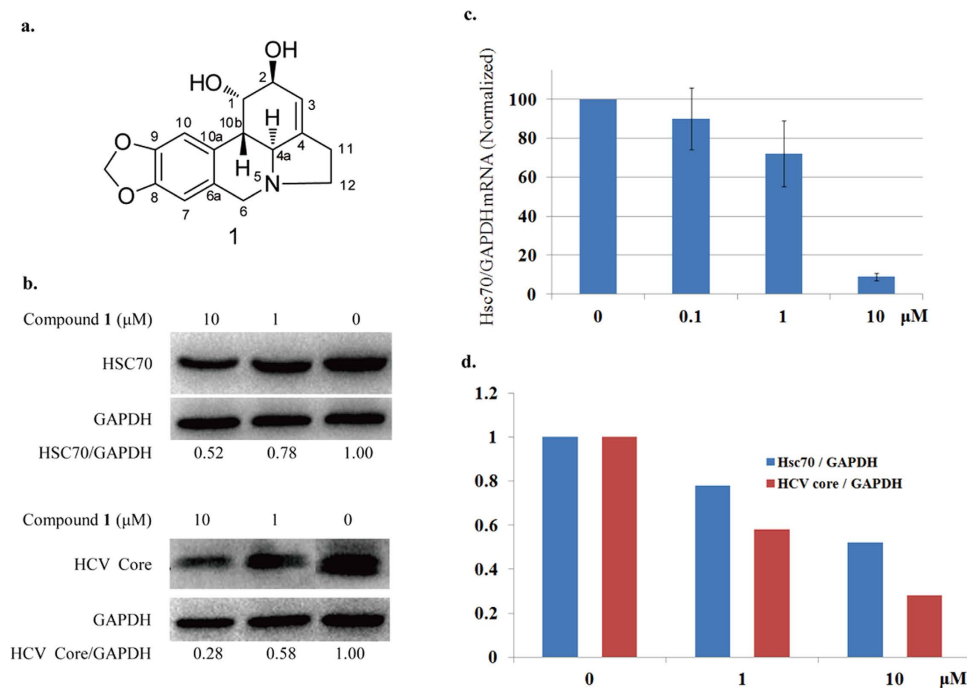 a.
OH
HO
2
1
3
H
10b
10
10a
4
4a
11
O
9
H
5
N
12
O
8
6a
6
7
1
b.
Compound 1 (μM) 10 1 0
HSC70
GAPDH
HSC70/GAPDH 0.52 0.78 1.00
Compound 1 (μM) 10 1 0
HCV Core
GAPDH
HCV Core/GAPDH 0.28 0.58 1.00
c.
Hsc70/GAPDH mRNA (Normalized)
100
80
60
40
20
0
0 0.1 1 10 μM
d.
1.2
1
0.8
0.6
0.4
0.2
0
Hsc70 / GAPDH
HCV core / GAPDH
0 1 10 μM